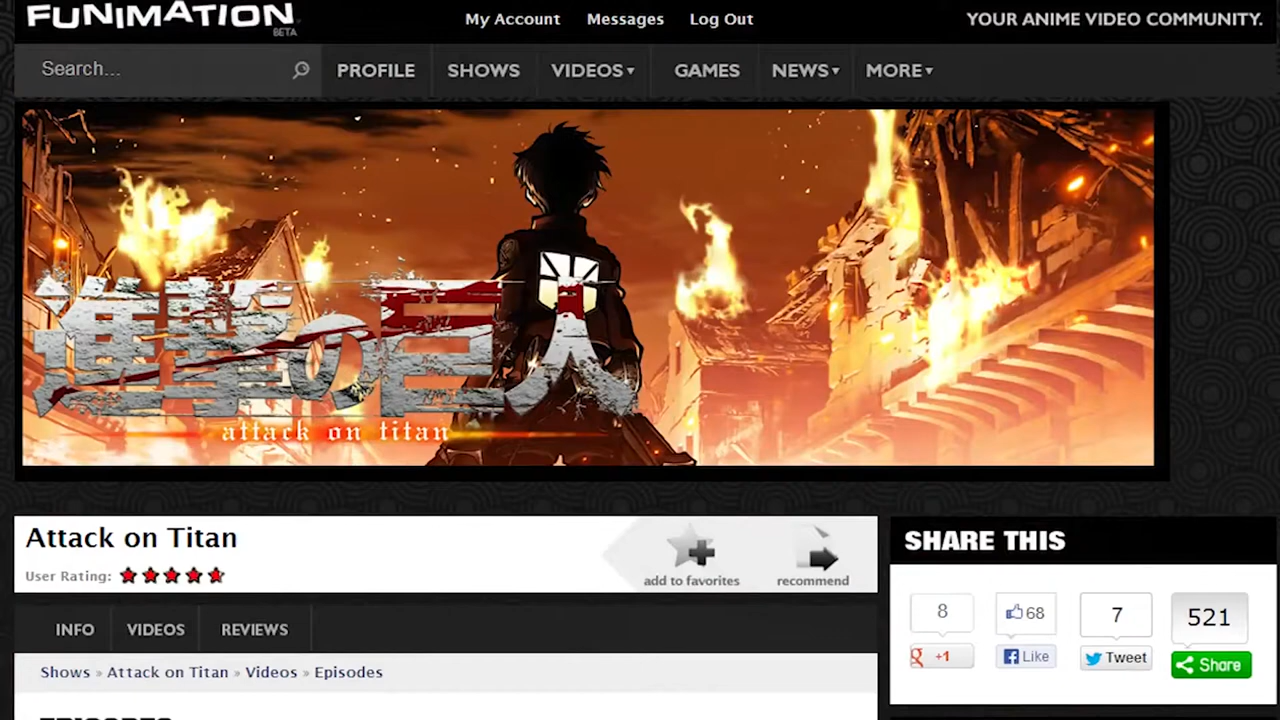 FUNIMATION
BETA
My Account Messages Log Out
YOUR ANIME VIDEO COMMUNITY.
Search...
PROFILE SHOWS VIDEOS▾ GAMES NEWS▾ MORE▾
進撃の巨人
attack on titan
Attack on Titan
User Rating:
add to favorites
recommend
SHARE THIS
8 68 7 521
+1 Like Tweet Share
INFO VIDEOS REVIEWS
Shows » Attack on Titan » Videos » Episodes
EPISODES